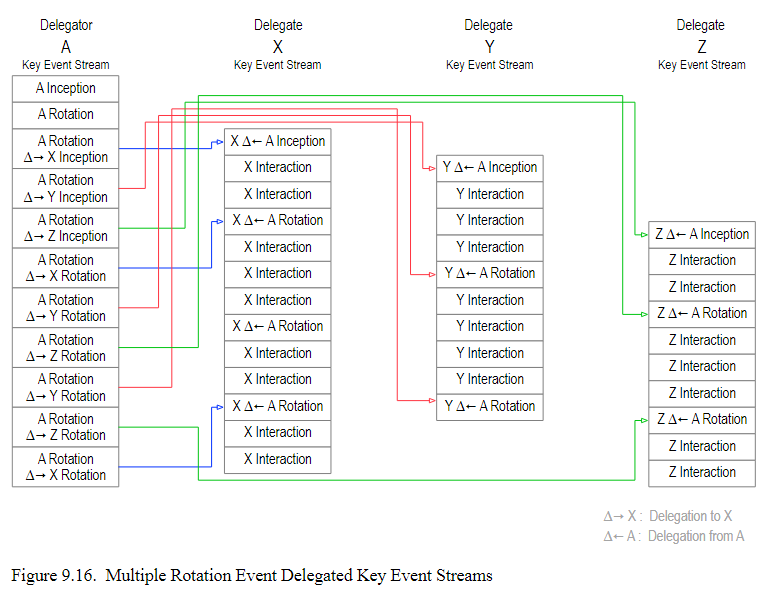 Delegator
A
Key Event Stream
A Inception
A Rotation
A Rotation
Δ→ X Inception
A Rotation
Δ→ Y Inception
A Rotation
Δ→ Z Inception
A Rotation
Δ→ X Rotation
A Rotation
Δ→ Y Rotation
A Rotation
Δ→ Z Rotation
A Rotation
Δ→ Y Rotation
A Rotation
Δ→ Z Rotation
A Rotation
Δ→ X Rotation
Delegate
X
Key Event Stream
X Δ← A Inception
X Interaction
X Interaction
X Δ← A Rotation
X Interaction
X Interaction
X Interaction
X Δ← A Rotation
X Interaction
X Interaction
X Δ← A Rotation
X Interaction
X Interaction
Delegate
Y
Key Event Stream
Y Δ← A Inception
Y Interaction
Y Interaction
Y Interaction
Y Δ← A Rotation
Y Interaction
Y Interaction
Y Interaction
Y Interaction
Y Δ← A Rotation
Delegate
Z
Key Event Stream
Z Δ← A Inception
Z Interaction
Z Interaction
Z Δ← A Rotation
Z Interaction
Z Interaction
Z Interaction
Z Δ← A Rotation
Z Interaction
Z Interaction
Δ→ X : Delegation to X
Δ← A : Delegation from A
Figure 9.16. Multiple Rotation Event Delegated Key Event Streams